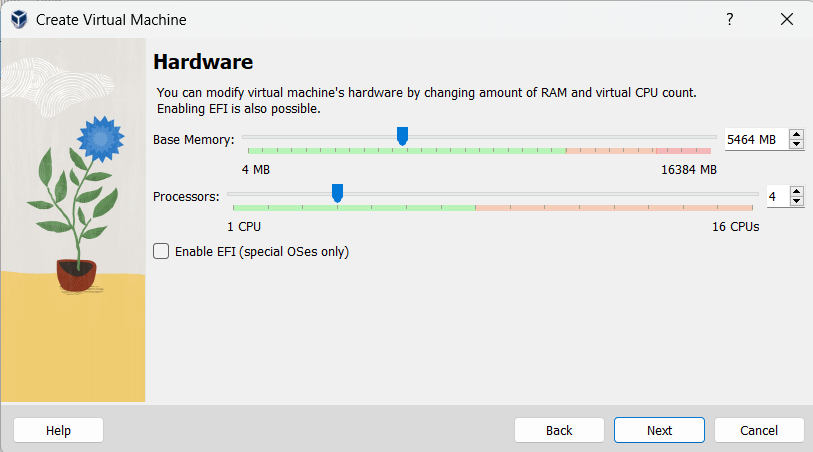 Create Virtual Machine
?
Hardware
You can modify virtual machine's hardware by changing amount of RAM and virtual CPU count.
Enabling EFI is also possible.
Base Memory:
5464 MB
4 MB
16384 MB
Processors:
4
1 CPU
16 CPUs
Enable EFI (special OSes only)
Help
Back
Next
Cancel